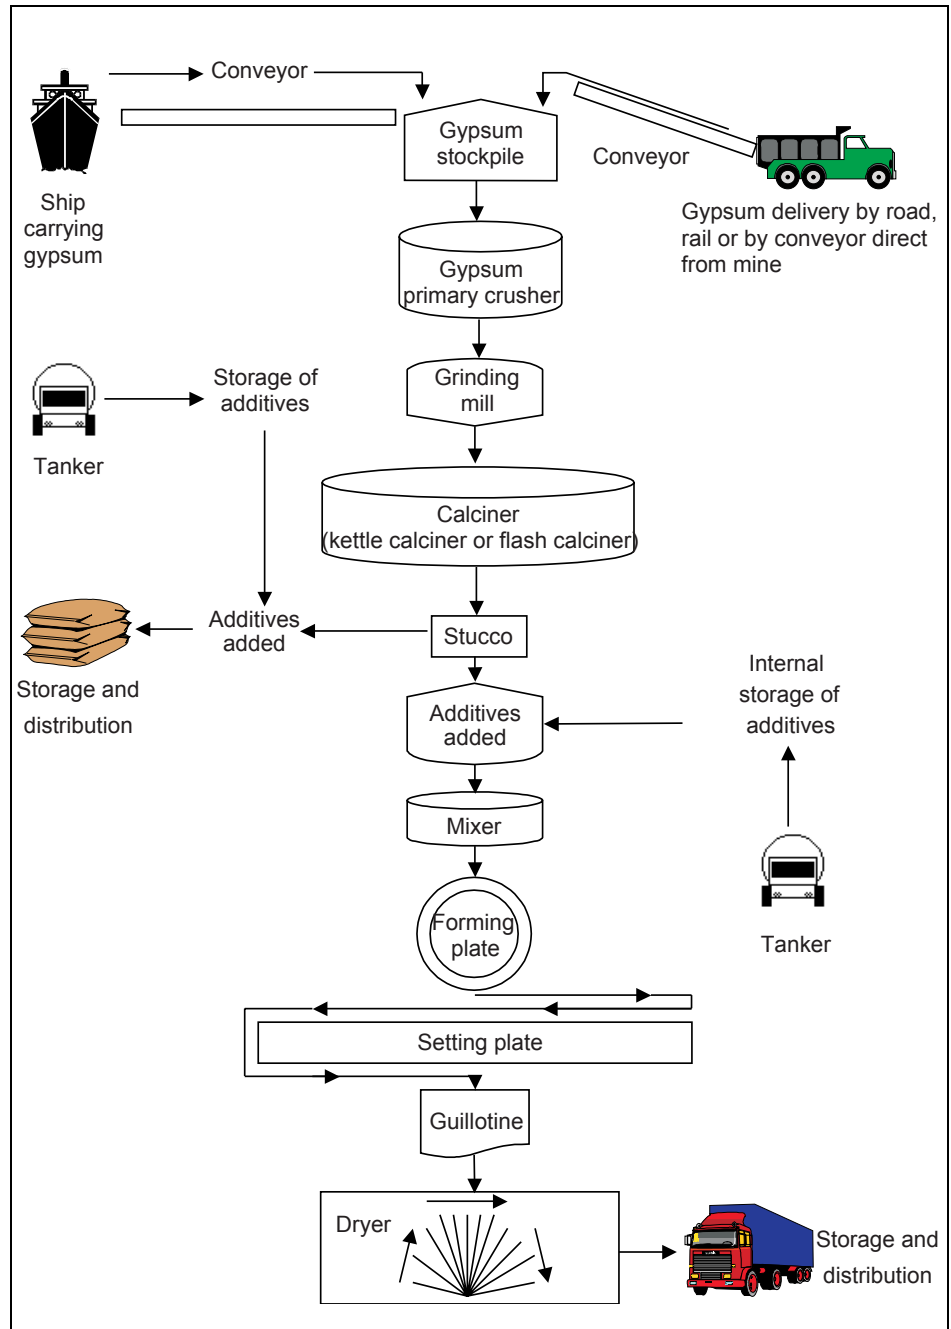 Conveyor
Gypsum
stockpile
Conveyor
Ship
carrying
gypsum
Gypsum delivery by road,
rail or by conveyor direct
from mine
Gypsum
primary crusher
Grinding
mill
Storage of
additives
Tanker
Calciner
(kettle calciner or flash calciner)
Additives
added
Stucco
Storage and
distribution
Internal
storage of
additives
Additives
added
Mixer
Forming
plate
Tanker
Setting plate
Guillotine
Dryer
Storage and
distribution